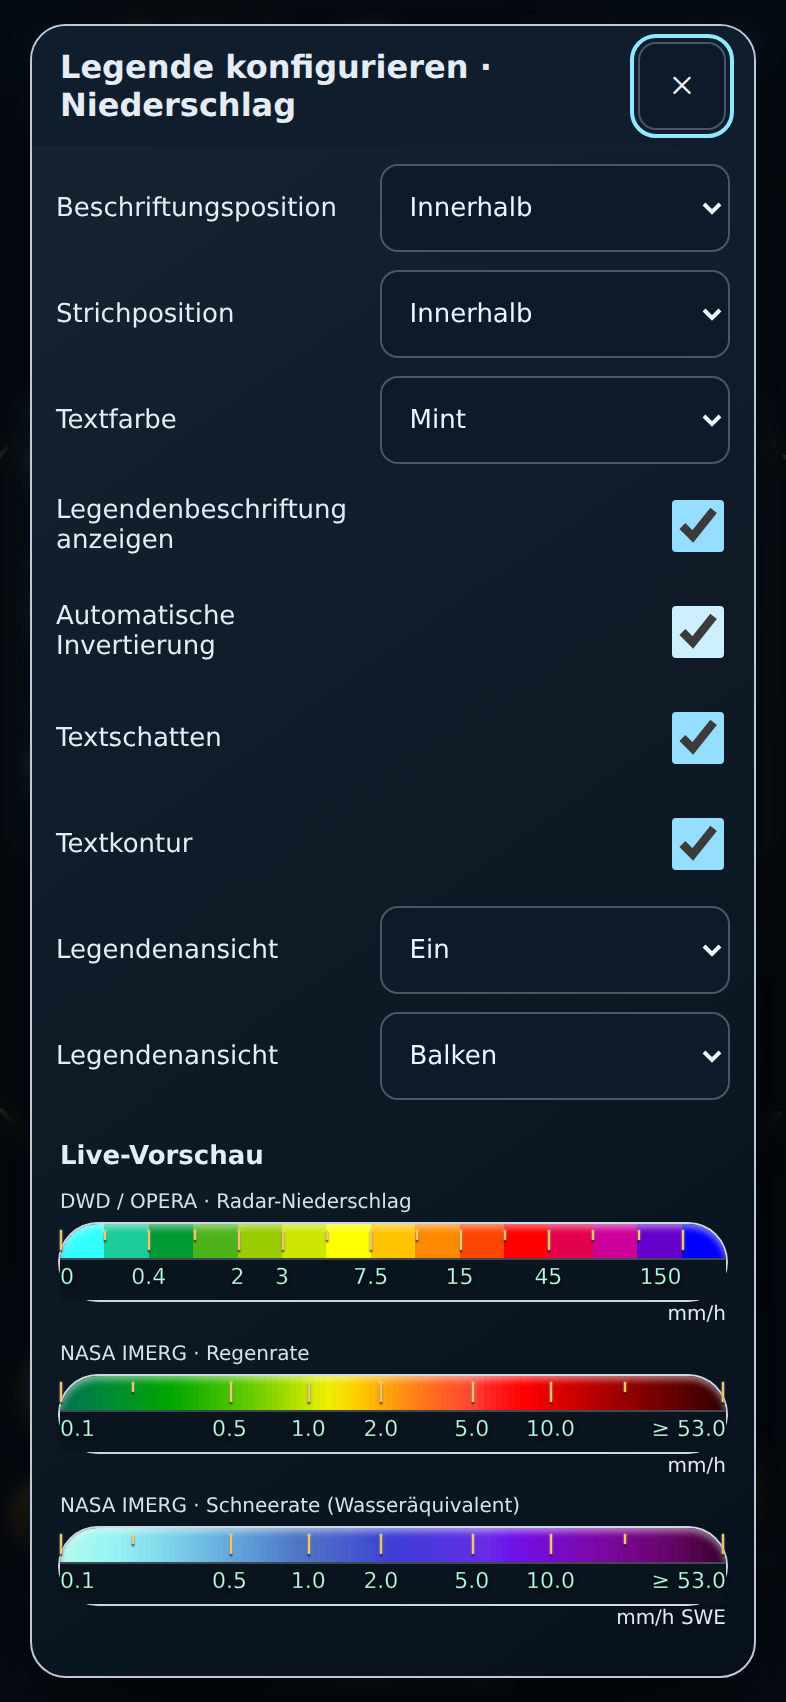 Legende konfigurieren ·
Niederschlag
×
Beschriftungsposition Innerhalb
Strichposition Innerhalb
Textfarbe Mint
Legendenbeschriftung
anzeigen
Automatische
Invertierung
Textschatten
Textkontur
Legendenansicht Ein
Legendenansicht Balken
Live-Vorschau
DWD / OPERA · Radar-Niederschlag
0 0.4 2 3 7.5 15 45 150
mm/h
NASA IMERG · Regenrate
0.1 0.5 1.0 2.0 5.0 10.0 ≥ 53.0
mm/h
NASA IMERG · Schneerate (Wasseräquivalent)
0.1 0.5 1.0 2.0 5.0 10.0 ≥ 53.0
mm/h SWE